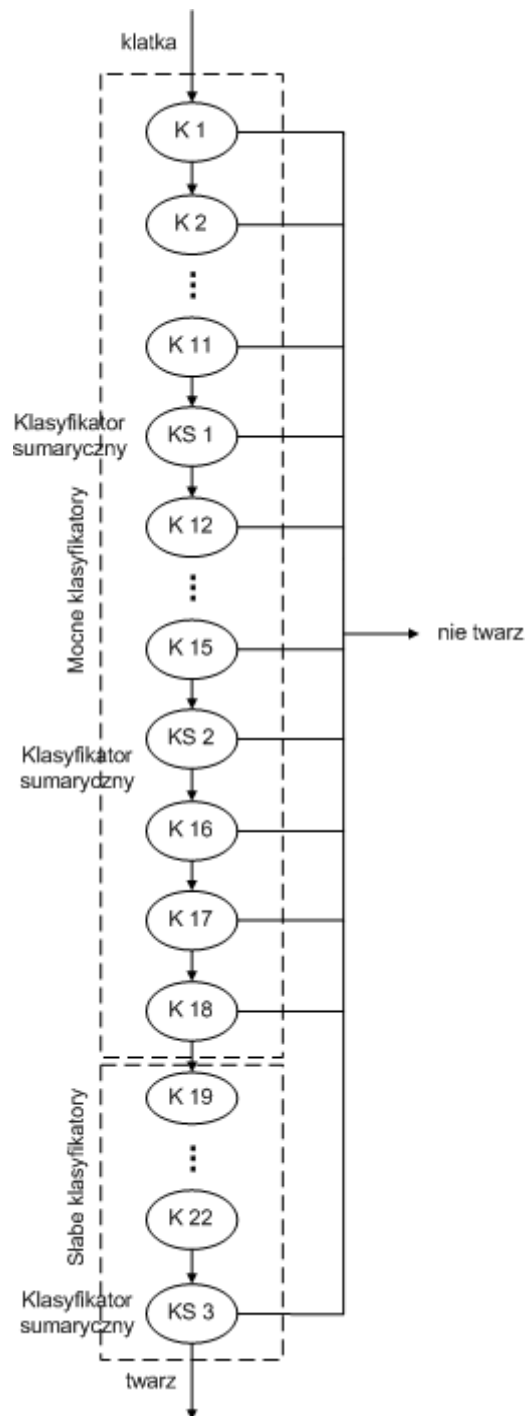 klatka
K 1
K 2
K 11
Klasyfikator
sumaryczny
KS 1
K 12
Mocne klasyfikatory
K 15
nie twarz
KS 2
Klasyfikator
sumaryczny
K 16
K 17
K 18
K 19
Słabe klasyfikatory
K 22
Klasyfikator
sumaryczny
KS 3
twarz